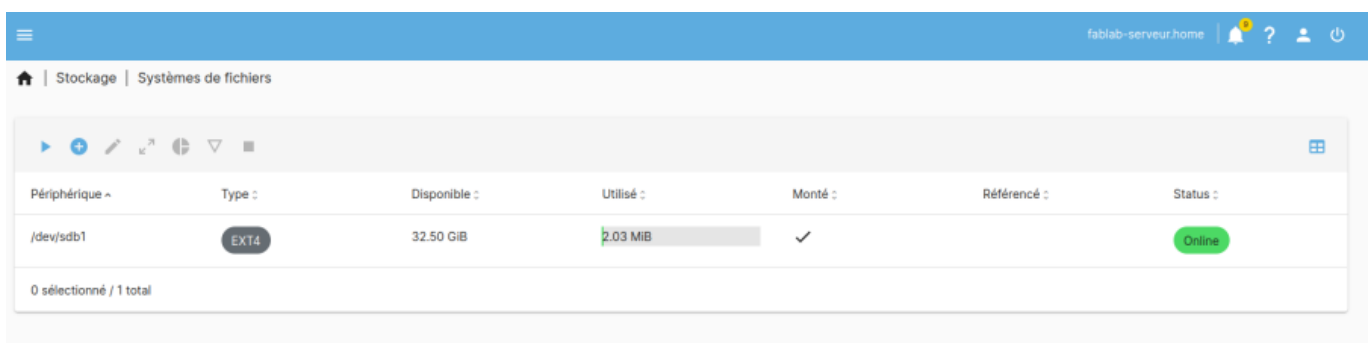 fablab-serveur.home | 9 ?
| Stockage | Systèmes de fichiers
Périphérique Type Disponible Utilisé Monté Référencé Status
/dev/sdb1 EXT4 32.50 GiB 2.03 MiB ✓ Online
0 sélectionné / 1 total